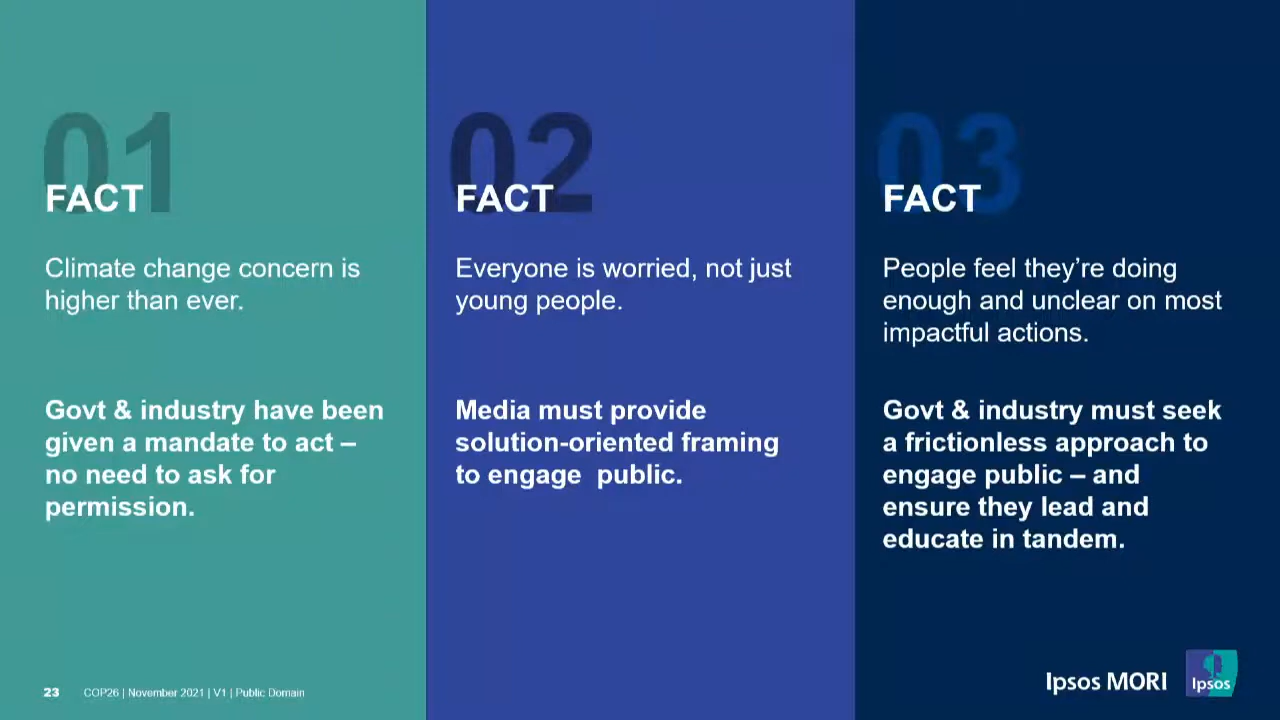 01
FACT
Climate change concern is
higher than ever.
Govt & industry have been
given a mandate to act –
no need to ask for
permission.
02
FACT
Everyone is worried, not just
young people.
Media must provide
solution-oriented framing
to engage  public.
03
FACT
People feel they’re doing
enough and unclear on most
impactful actions.
Govt & industry must seek
a frictionless approach to
engage public – and
ensure they lead and
educate in tandem.
23 COP26 | November 2021 | V1 | Public Domain
Ipsos MORI
Ipsos